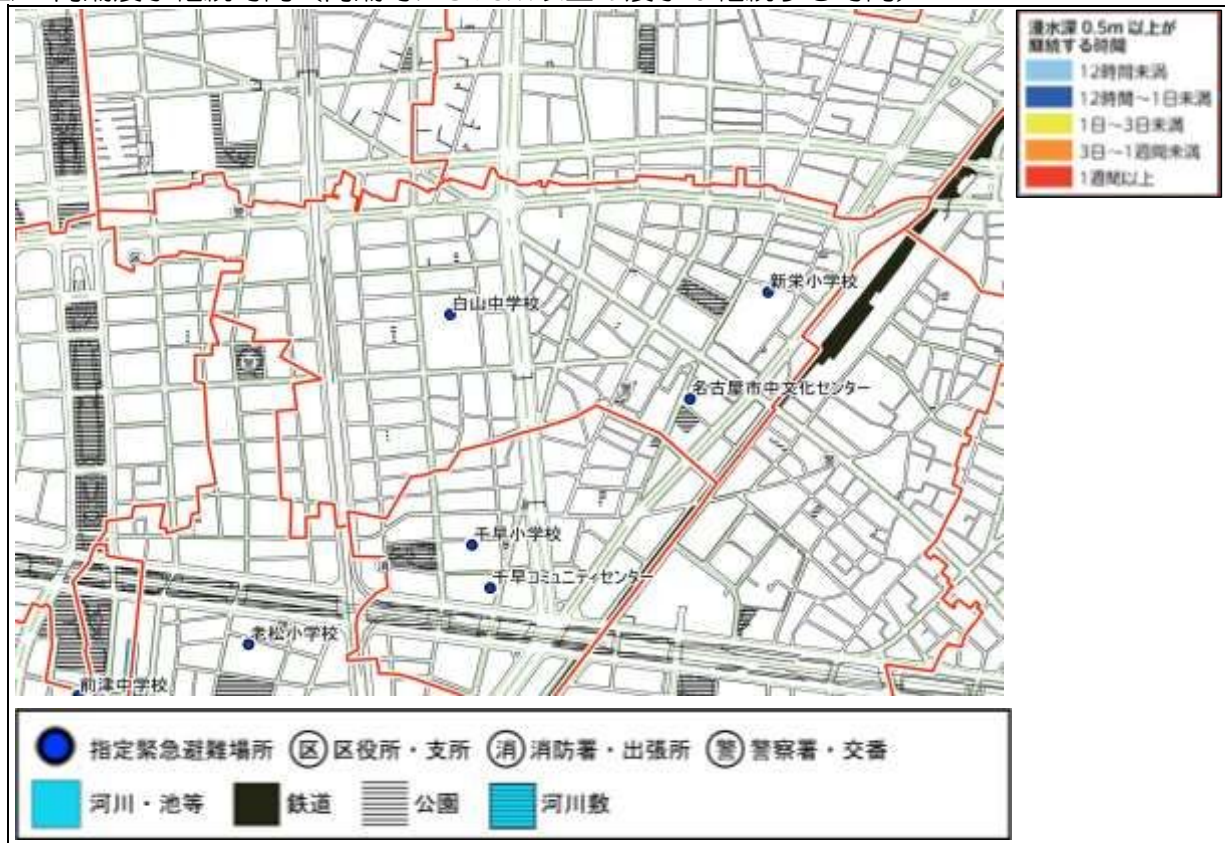 浸水深 0.5m 以上が
継続する時間
12時間未満
12時間～1日未満
1日～3日未満
3日～1週間未満
1週間以上
新栄小学校
白山中学校
名古屋市中文化センター
千早小学校
千早コミュニティセンター
老松小学校
前津中学校
指定緊急避難場所 区 区役所・支所 消 消防署・出張所 警 警察署・交番
河川・池等 鉄道 公園 河川敷